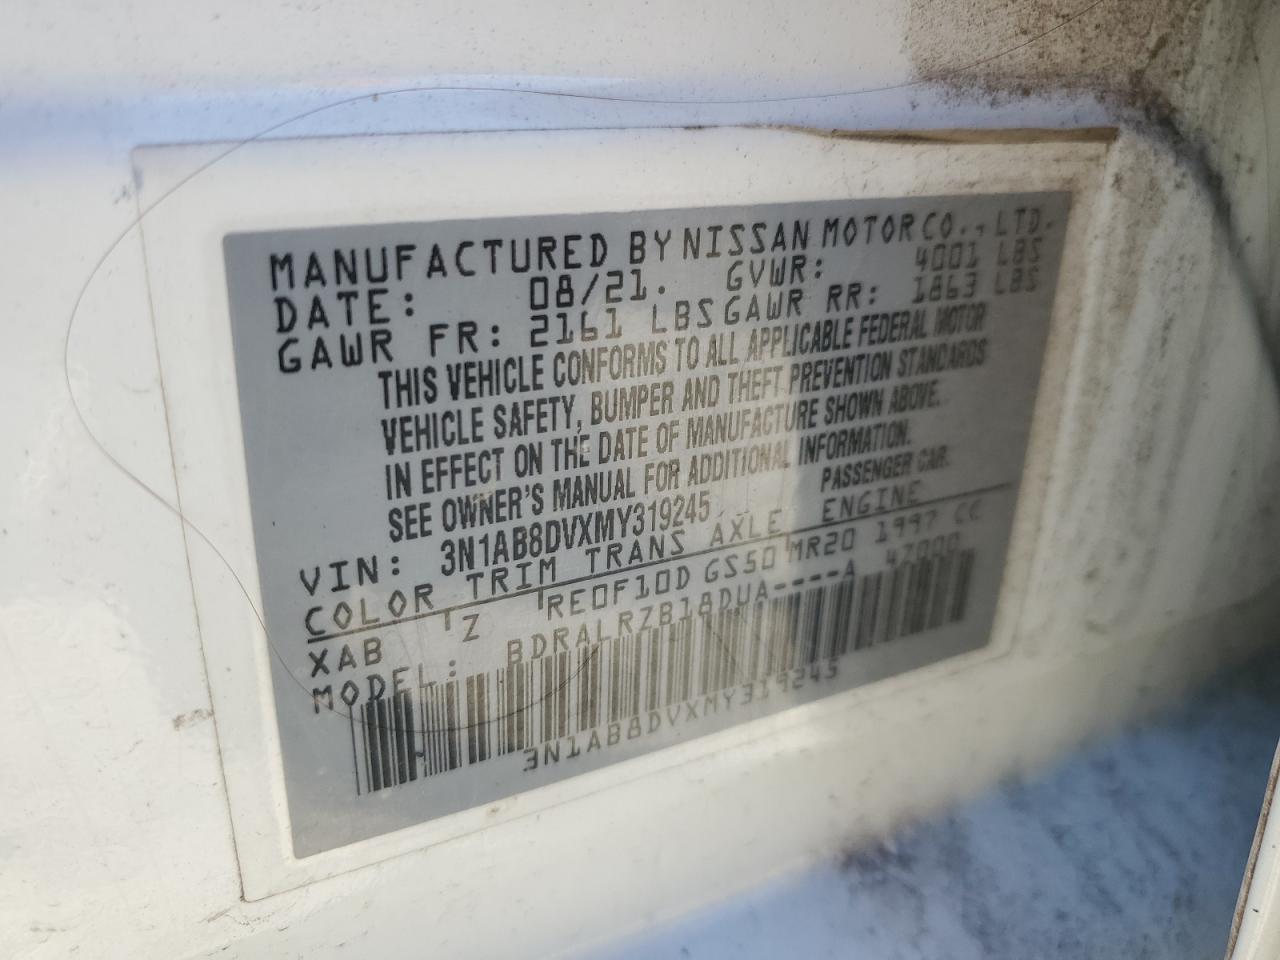 MANUFACTURED BY NISSAN MOTOR CO., LTD.
DATE: 08/21. GVWR: 4001 LBS
GAWR FR: 2161 LBS GAWR RR: 1863 LBS
THIS VEHICLE CONFORMS TO ALL APPLICABLE FEDERAL MOTOR
VEHICLE SAFETY, BUMPER AND THEFT PREVENTION STANDARDS
IN EFFECT ON THE DATE OF MANUFACTURE SHOWN ABOVE.
SEE OWNER'S MANUAL FOR ADDITIONAL INFORMATION.
VIN: 3N1AB8DVXMY319245 PASSENGER CAR.
COLOR TRIM TRANS AXLE ENGINE
XAB Z RE0F10D GS50 MR20 1997 CC
MODEL: BDRALRZB18DUA----A 47000
3N1AB8DVXMY319245